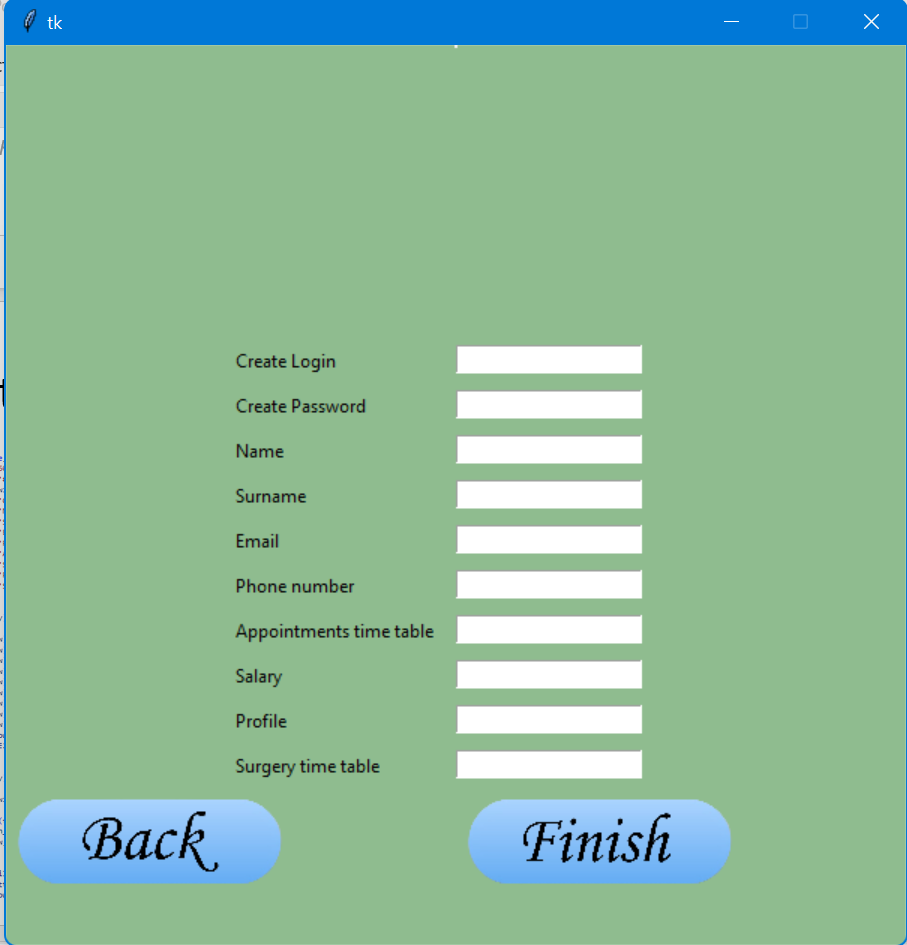 tk
Create Login
Create Password
Name
Surname
Email
Phone number
Appointments time table
Salary
Profile
Surgery time table
Back
Finish